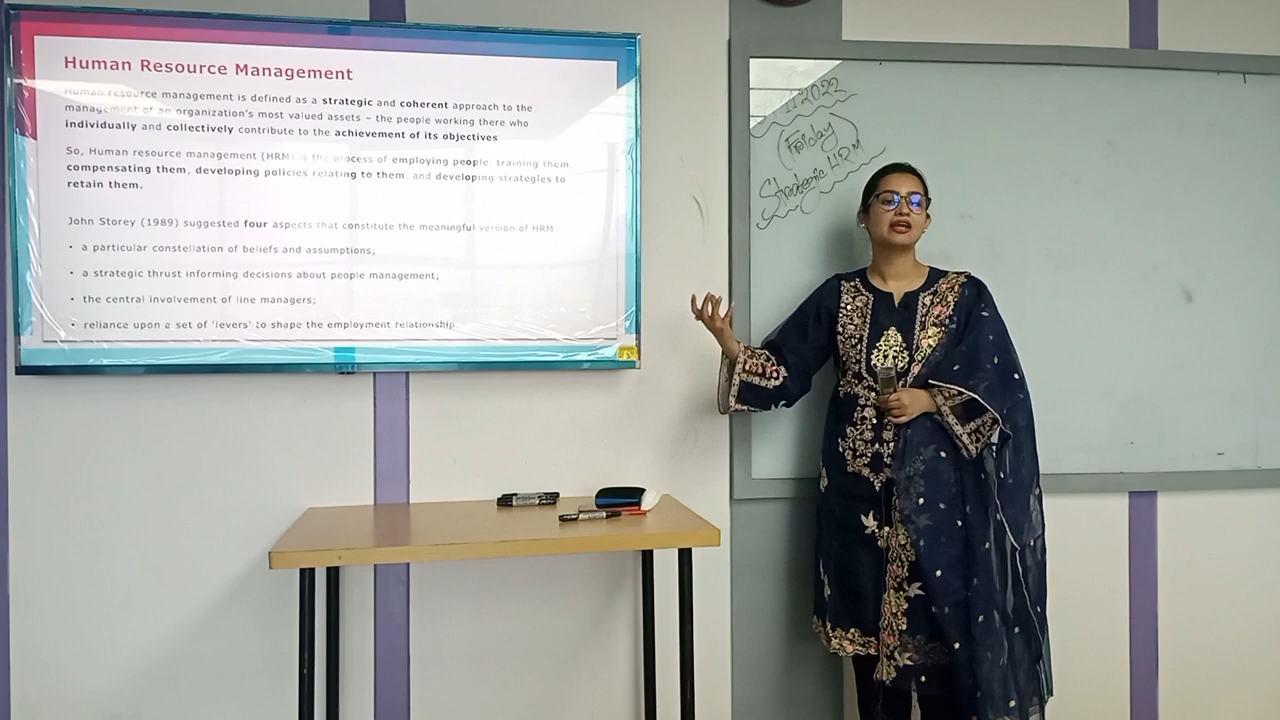 Human Resource Management
Human resource management is defined as a strategic and coherent approach to the
management of an organization's most valued assets – the people working there who
individually and collectively contribute to the achievement of its objectives
So, Human resource management (HRM) is the process of employing people, training them,
compensating them, developing policies relating to them, and developing strategies to
retain them.
John Storey (1989) suggested four aspects that constitute the meaningful version of HRM
• a particular constellation of beliefs and assumptions;
• a strategic thrust informing decisions about people management;
• the central involvement of line managers;
• reliance upon a set of 'levers' to shape the employment relationship.
2022
(Friday)
Strategic HRM